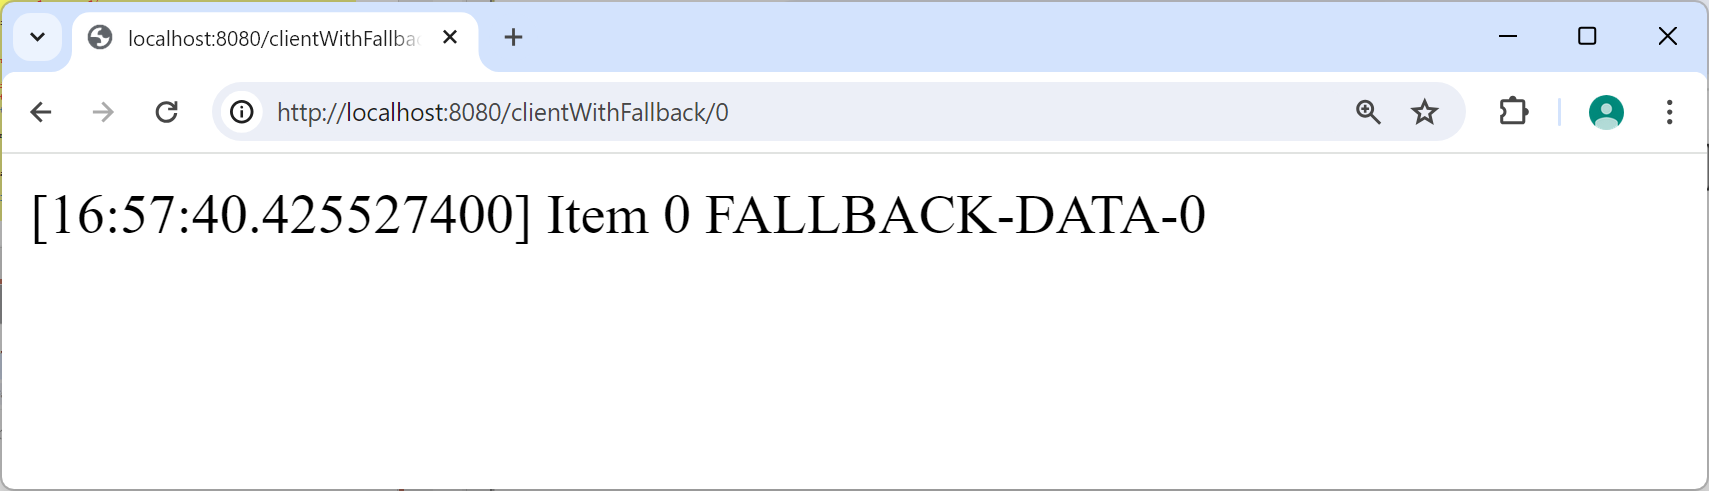 localhost:8080/clientWithFallba
http://localhost:8080/clientWithFallback/0
[16:57:40.425527400] Item 0 FALLBACK-DATA-0